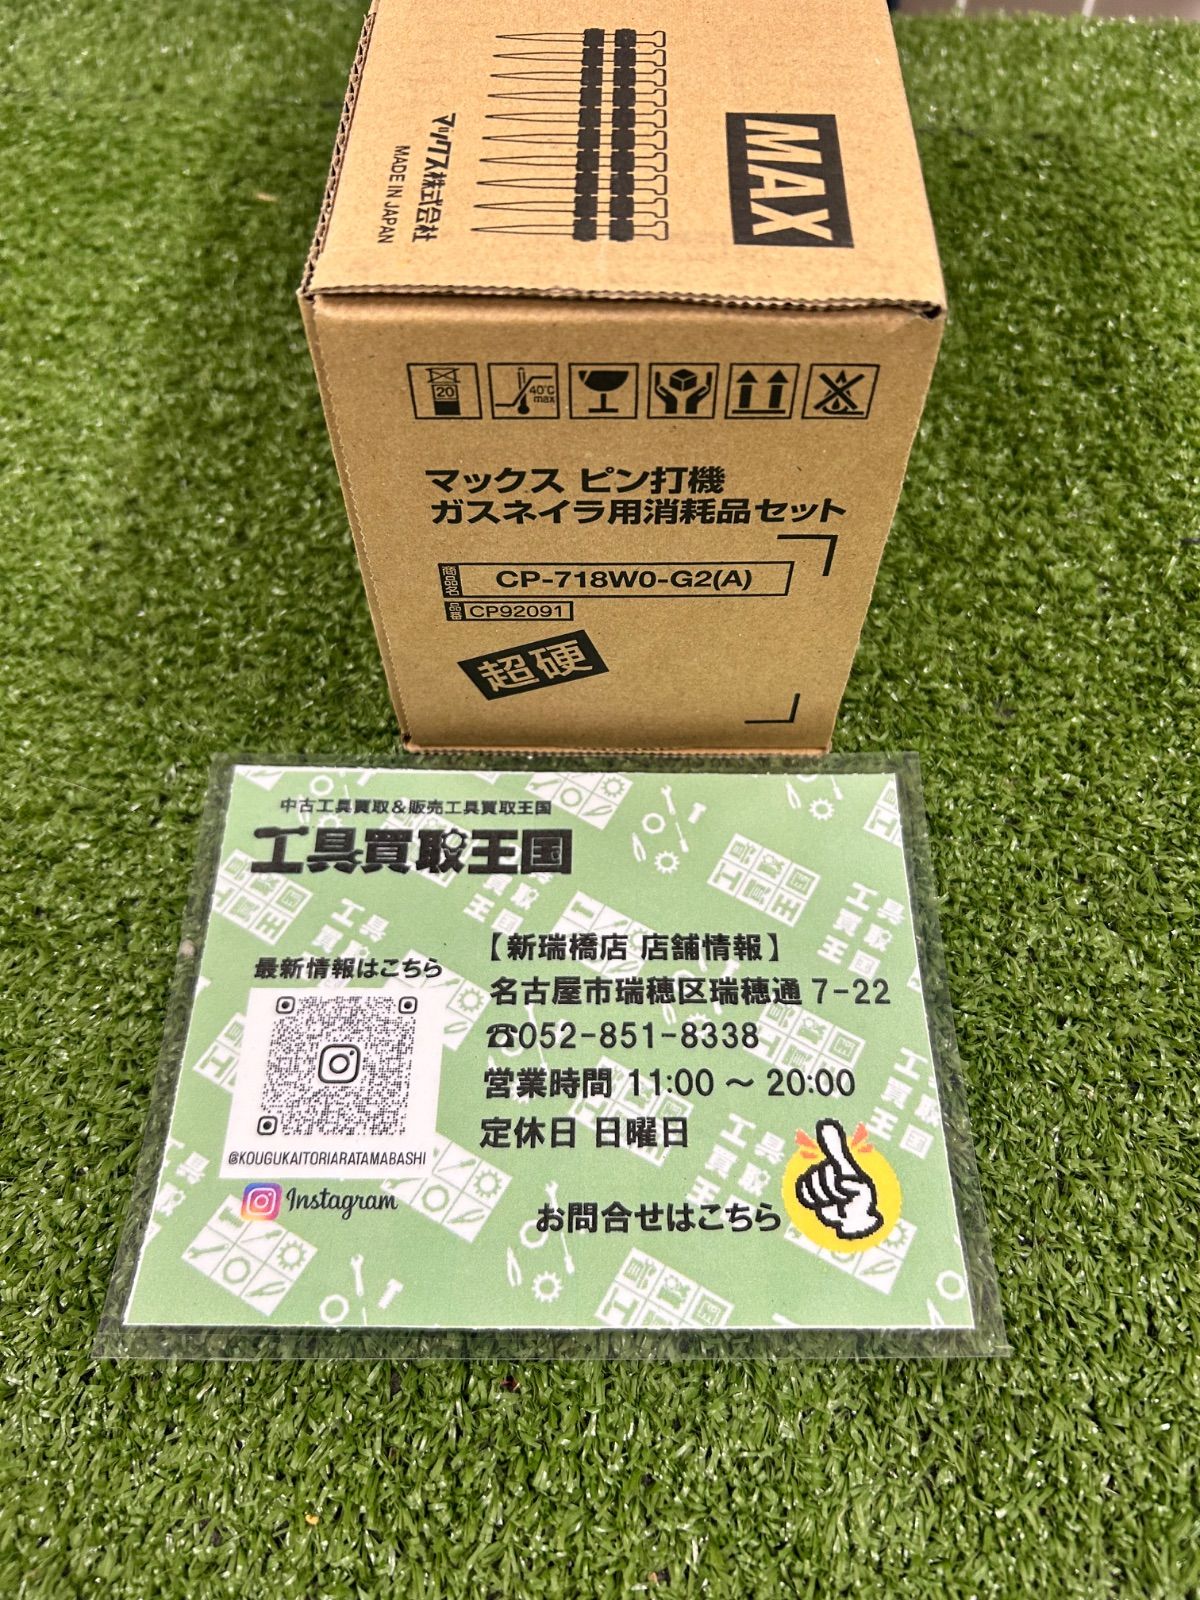 MAX
マックス株式会社
MADE IN JAPAN
20
40℃
max
マックス ピン打機
ガスネイラ用消耗品セット
商品名 CP-718W0-G2(A)
品番 CP92091
超硬
中古工具買取&販売工具買取王国
工具買取王国
最新情報はこちら
@KOUGUKAITORIARATAMABASHI
Instagram
【新瑞橋店 店舗情報】
名古屋市瑞穂区瑞穂通 7-22
☎052-851-8338
営業時間 11:00 〜 20:00
定休日 日曜日
お問合せはこちら